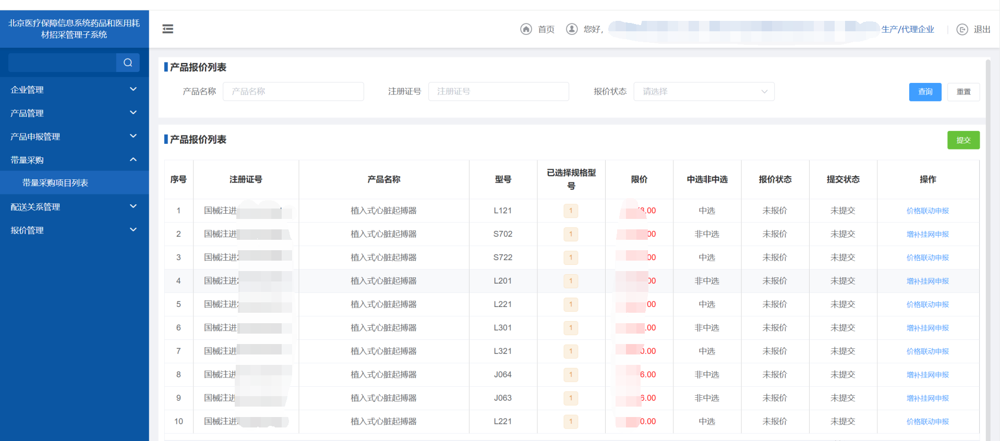 北京医疗保障信息系统药品和医用耗
材招采管理子系统
首页 您好, 生产/代理企业 退出
企业管理
产品管理
产品申报管理
带量采购
带量采购项目列表
配送关系管理
报价管理
产品报价列表
产品名称 产品名称 注册证号 注册证号 报价状态 请选择 查询 重置
产品报价列表 提交
序号 注册证号 产品名称 型号 已选择规格型号 限价 中选非中选 报价状态 提交状态 操作
1 国械注进 植入式心脏起搏器 L121 1 8.00 中选 未报价 未提交 价格联动申报
2 国械注进 植入式心脏起搏器 S702 1 00 非中选 未报价 未提交 增补挂网申报
3 国械注进 植入式心脏起搏器 S722 1 00 中选 未报价 未提交 价格联动申报
4 国械注进 植入式心脏起搏器 L201 1 00 非中选 未报价 未提交 增补挂网申报
5 国械注进 植入式心脏起搏器 L221 1 00 中选 未报价 未提交 价格联动申报
6 国械注进 植入式心脏起搏器 L301 1 .00 非中选 未报价 未提交 增补挂网申报
7 国械注进 植入式心脏起搏器 L321 1 0.00 中选 未报价 未提交 价格联动申报
8 国械注进 植入式心脏起搏器 J064 1 6.00 非中选 未报价 未提交 增补挂网申报
9 国械注进 植入式心脏起搏器 J063 1 6.00 非中选 未报价 未提交 增补挂网申报
10 国械注进 植入式心脏起搏器 L221 1 0.00 中选 未报价 未提交 价格联动申报